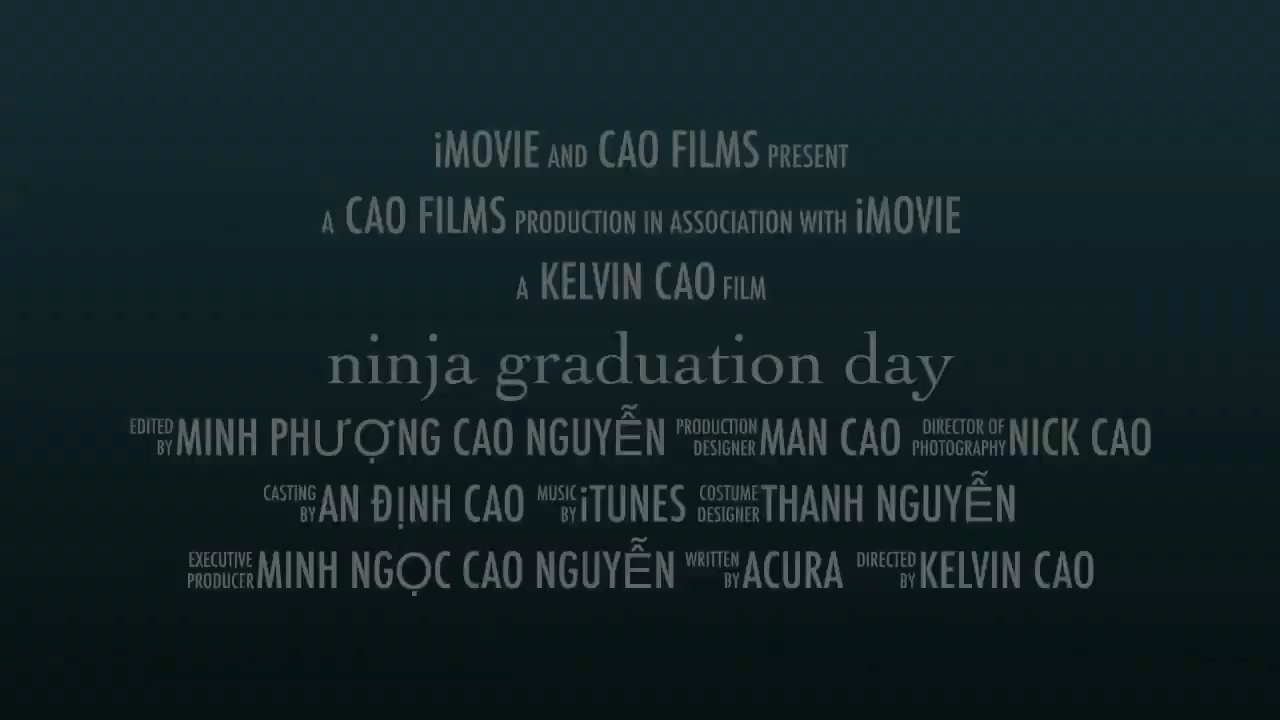 iMOVIE AND CAO FILMS PRESENT
A CAO FILMS PRODUCTION IN ASSOCIATION WITH iMOVIE
A KELVIN CAO FILM
ninja graduation day
EDITED BY MINH PHƯỢNG CAO NGUYỄN PRODUCTION DESIGNER MAN CAO DIRECTOR OF PHOTOGRAPHY NICK CAO
CASTING BY AN ĐỊNH CAO MUSIC BY iTUNES COSTUME DESIGNER THANH NGUYỄN
EXECUTIVE PRODUCER MINH NGỌC CAO NGUYỄN WRITTEN BY ACURA DIRECTED BY KELVIN CAO